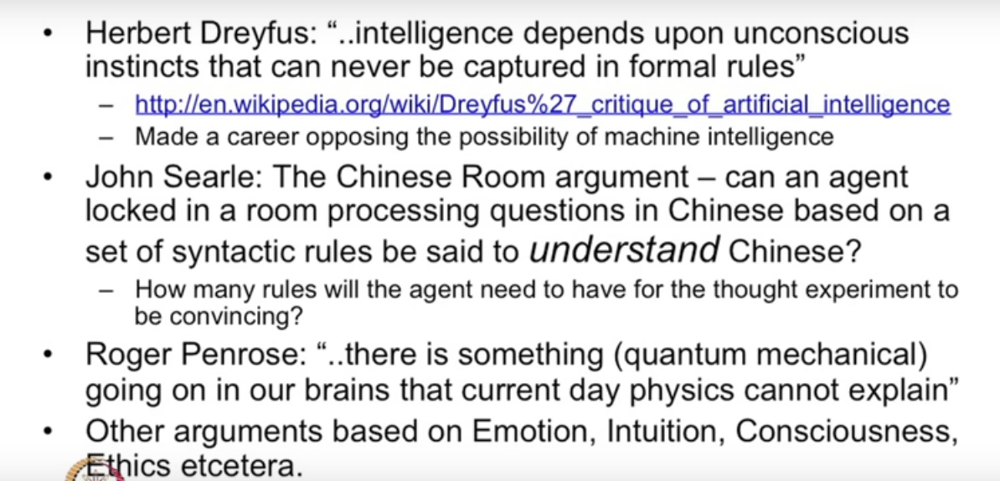 • Herbert Dreyfus: “..intelligence depends upon unconscious
instincts that can never be captured in formal rules”
– http://en.wikipedia.org/wiki/Dreyfus%27_critique_of_artificial_intelligence
– Made a career opposing the possibility of machine intelligence
• John Searle: The Chinese Room argument – can an agent
locked in a room processing questions in Chinese based on a
set of syntactic rules be said to understand Chinese?
– How many rules will the agent need to have for the thought experiment to
be convincing?
• Roger Penrose: “..there is something (quantum mechanical)
going on in our brains that current day physics cannot explain”
• Other arguments based on Emotion, Intuition, Consciousness,
Ethics etcetera.